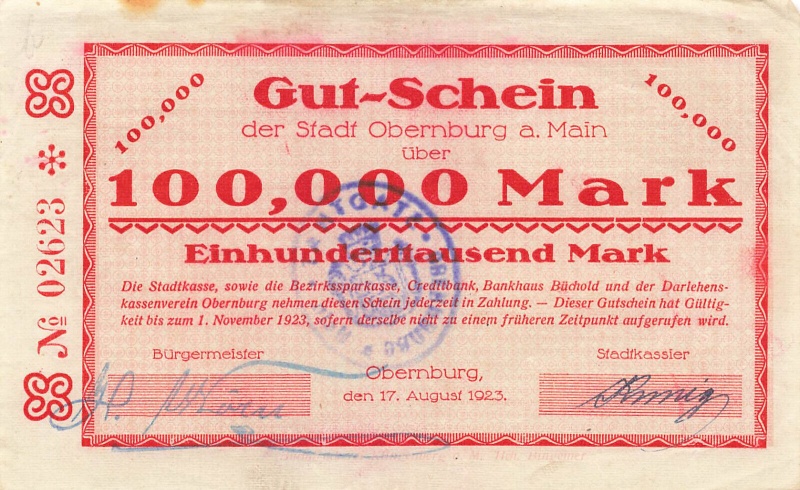 Gut-Schein
100,000
100,000
der Stadt Obernburg a. Main
über
100,000 Mark
Einhunderttausend Mark
Die Stadtkasse, sowie die Bezirkssparkasse, Creditbank, Bankhaus Büchold und der Darlehens-
kassenverein Obernburg nehmen diesen Schein jederzeit in Zahlung. — Dieser Gutschein hat Gültig-
keit bis zum 1. November 1923, sofern derselbe nicht zu einem früheren Zeitpunkt aufgerufen wird.
Bürgermeister
Stadtkassier
Obernburg,
den 17. August 1923.
№ 02623 *